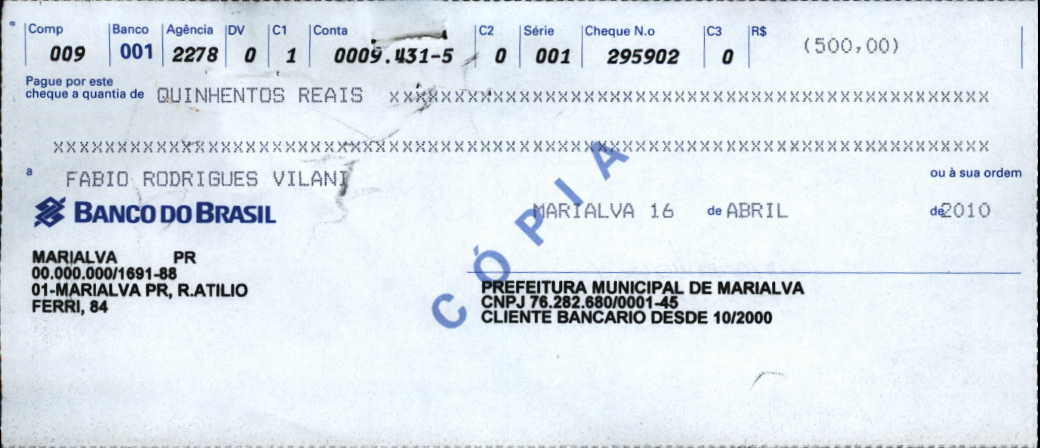 Comp Banco Agência DV C1 Conta C2 Série Cheque N.o C3 R$ (500,00)
009 001 2278 0 1 0009.431-5 0 001 295902 0
Pague por este
cheque a quantia de QUINHENTOS REAIS XXXXXXXXXXXXXXXXXXXXXXXXXXXXXXXXXXXXXXXXXXXXXXXXXX
XXXXXXXXXXXXXXXXXXXXXXXXXXXXXXXXXXXXXXXXXXXXXXXXXXXXXXXXXXXXXXXXXXXXXXXXXXXXXX
a FABIO RODRIGUES VILANI ou à sua ordem
BANCO DO BRASIL MARIALVA 16 de ABRIL de 2010
CÓPIA
MARIALVA PR
00.000.000/1691-88
01-MARIALVA PR, R.ATILIO
FERRI, 84
PREFEITURA MUNICIPAL DE MARIALVA
CNPJ 76.282.680/0001-45
CLIENTE BANCARIO DESDE 10/2000